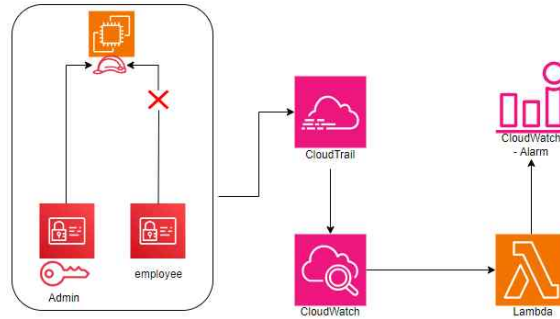 CloudTrail
CloudWatch
- Alarm
Admin
employee
CloudWatch
Lambda